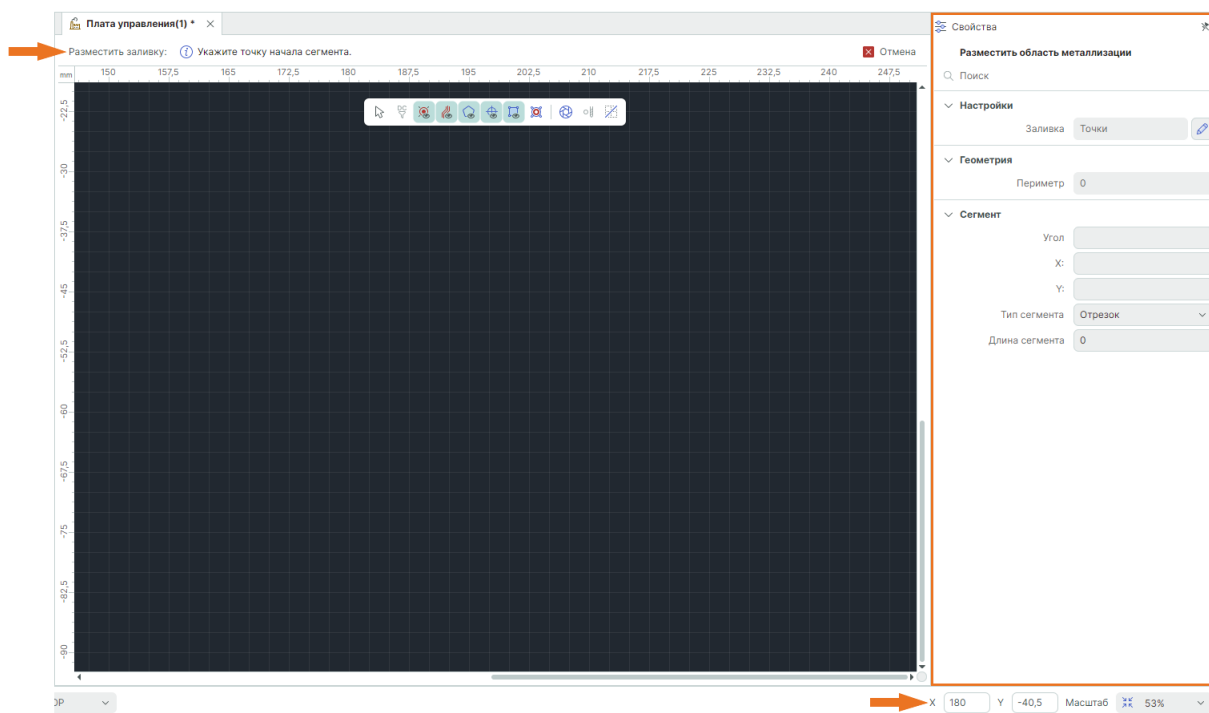 Плата управления(1) *
Разместить заливку: Укажите точку начала сегмента. Отмена
mm 150 157,5 165 172,5 180 187,5 195 202,5 210 217,5 225 232,5 240 247,5
-22,5
-30
-37,5
-45
-52,5
-60
-67,5
-75
-82,5
-90
Свойства
Разместить область металлизации
Поиск
Настройки
Заливка Точки
Геометрия
Периметр 0
Сегмент
Угол
X:
Y:
Тип сегмента Отрезок
Длина сегмента 0
X 180 Y -40,5 Масштаб 53%